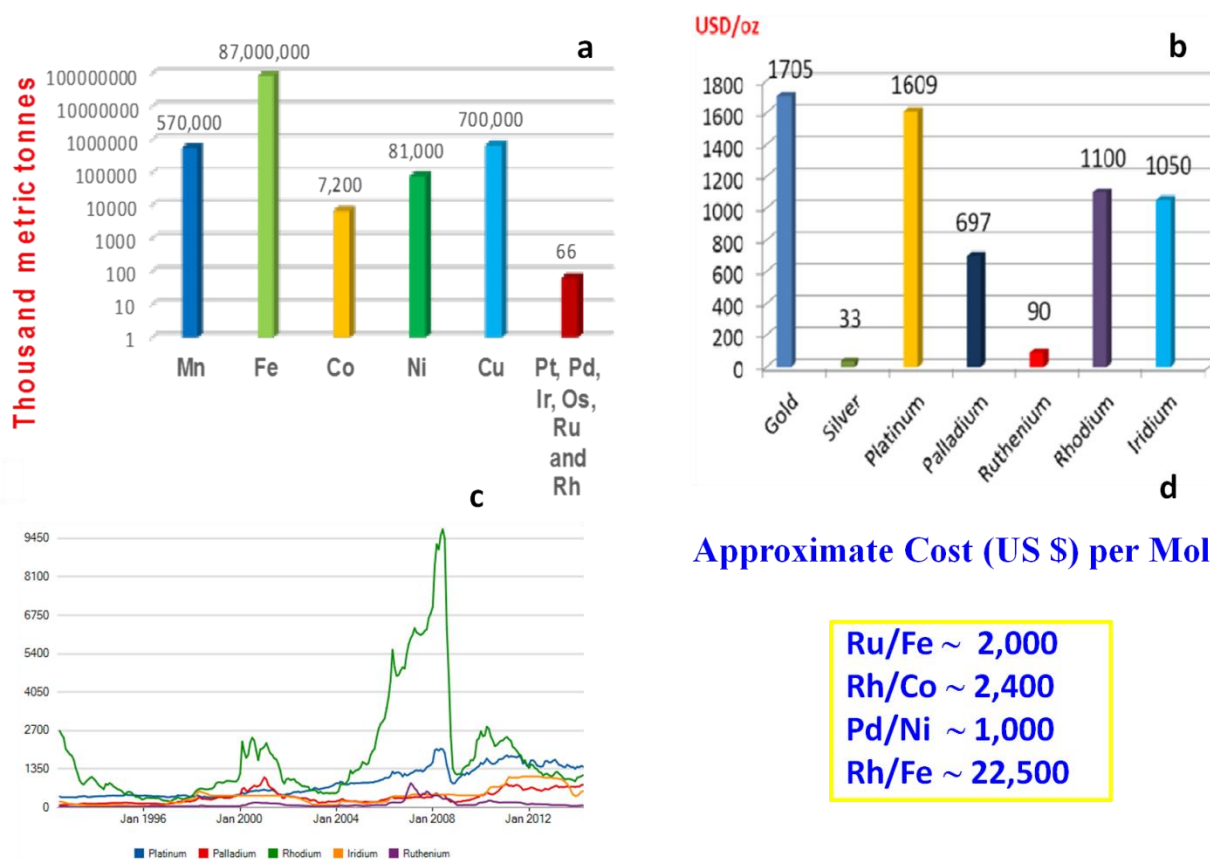 a
Thousand metric tonnes
100000000
10000000
1000000
100000
10000
1000
100
10
1
570,000
87,000,000
7,200
81,000
700,000
66
Mn
Fe
Co
Ni
Cu
Pt, Pd,
Ir, Os,
Ru
and
Rh
USD/oz
b
1800
1600
1400
1200
1000
800
600
400
200
0
1705
33
1609
697
90
1100
1050
Gold
Silver
Platinum
Palladium
Ruthenium
Rhodium
Iridium
c
9450
8100
6750
5400
4050
2700
1350
0
Jan 1996
Jan 2000
Jan 2004
Jan 2008
Jan 2012
Platinum
Palladium
Rhodium
Iridium
Ruthenium
d
Approximate Cost (US $) per Mol
Ru/Fe ~ 2,000
Rh/Co ~ 2,400
Pd/Ni ~ 1,000
Rh/Fe ~ 22,500